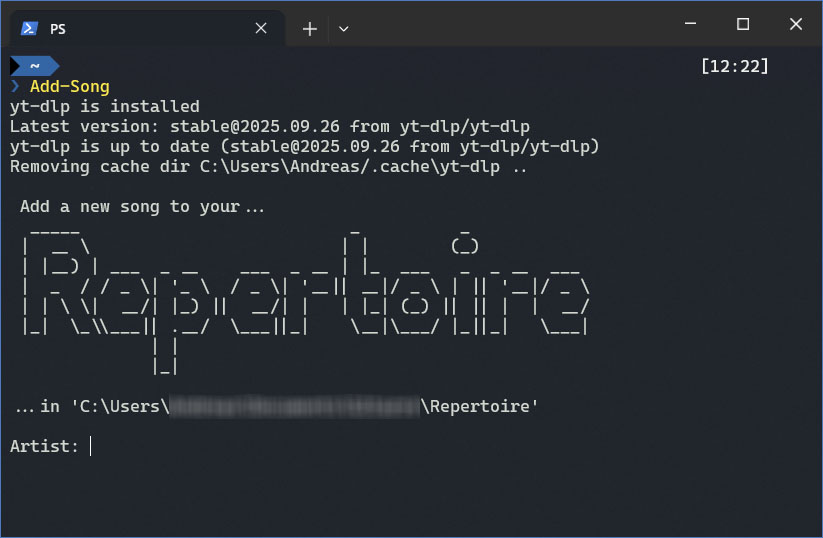 PS
~ [12:22]
❯ Add-Song
yt-dlp is installed
Latest version: stable@2025.09.26 from yt-dlp/yt-dlp
yt-dlp is up to date (stable@2025.09.26 from yt-dlp/yt-dlp)
Removing cache dir C:\Users\Andreas/.cache\yt-dlp ..
Add a new song to your...
Repertoire
...in 'C:\Users\ \Repertoire'
Artist: